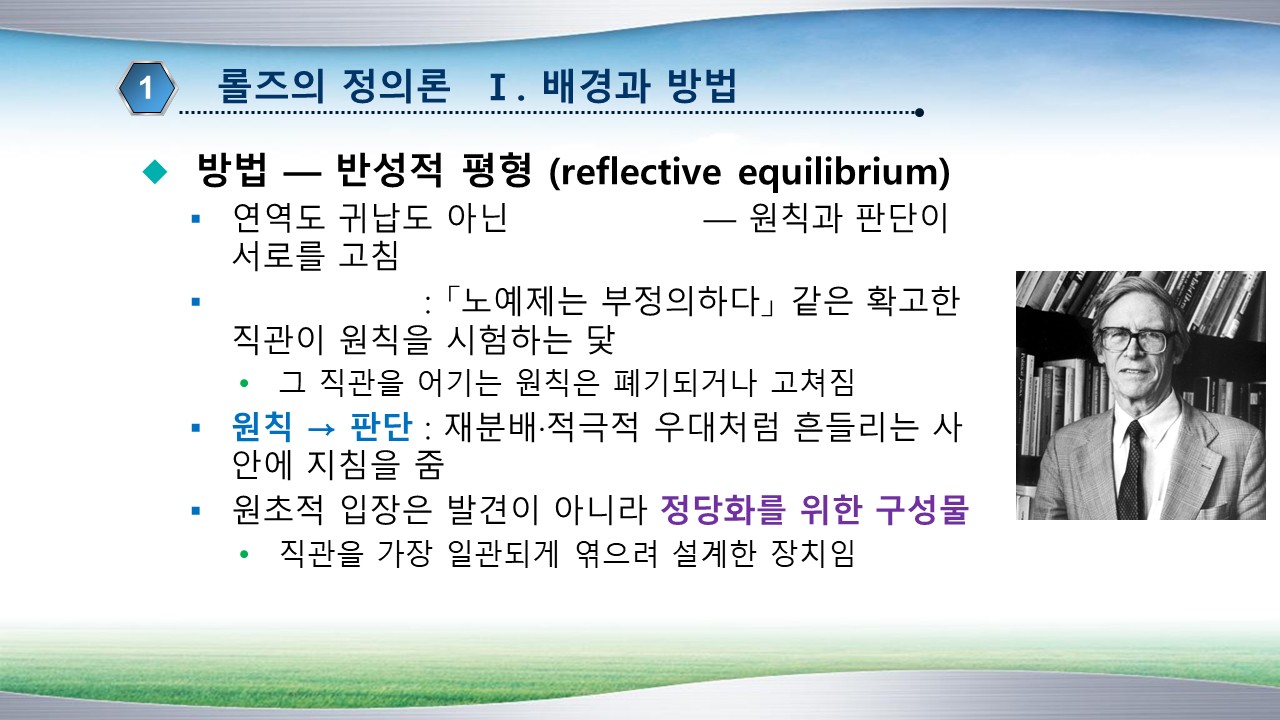 1
롤즈의 정의론 Ⅰ. 배경과 방법
방법 — 반성적 평형 (reflective equilibrium)
연역도 귀납도 아닌 — 원칙과 판단이
서로를 고침
:「노예제는 부정의하다」 같은 확고한
직관이 원칙을 시험하는 닻
그 직관을 어기는 원칙은 폐기되거나 고쳐짐
원칙 → 판단 : 재분배·적극적 우대처럼 흔들리는 사
안에 지침을 줌
원초적 입장은 발견이 아니라 정당화를 위한 구성물
직관을 가장 일관되게 엮으려 설계한 장치임